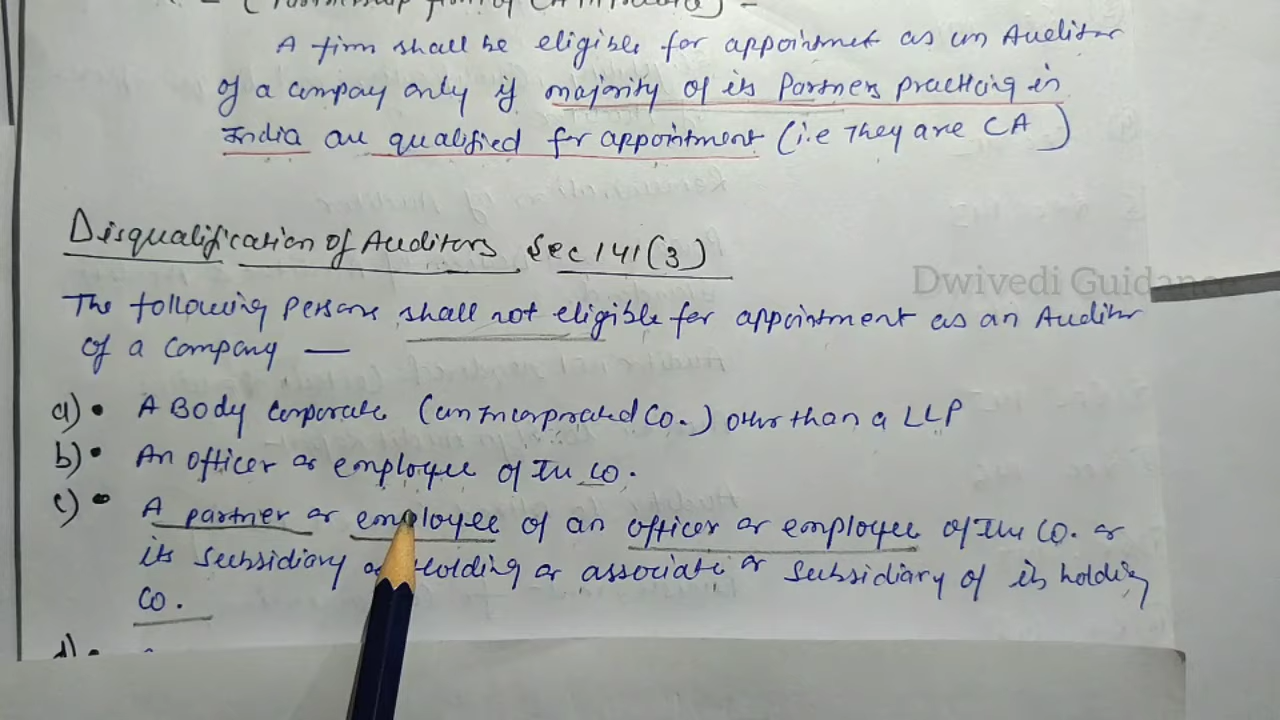 A firm shall be eligible for appointmet as an Auditor
of a compay only if majority of its Partners practicing in
India au qualified for appointment (i.e They are CA )
Disqualification of Auditors Sec 141(3)
Dwivedi Guidance
The following persons shall not eligible for appointment as an Auditor
of a company —
a) • A Body Corporate (an Incorporated Co.) other than a LLP
b) • An officer or employee of The co.
c) • A partner or employee of an officer or employee of The Co. or
its subsidiary or Holding or associate or subsidiary of its holding
co.
d) •